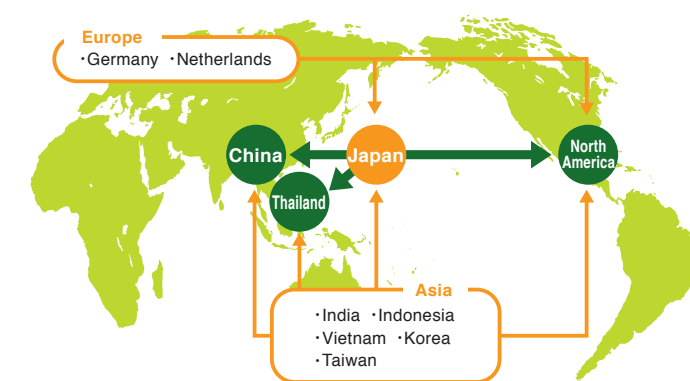 Europe
・Germany ・Netherlands
China
Japan
North
America
Thailand
Asia
・India ・Indonesia
・Vietnam ・Korea
・Taiwan